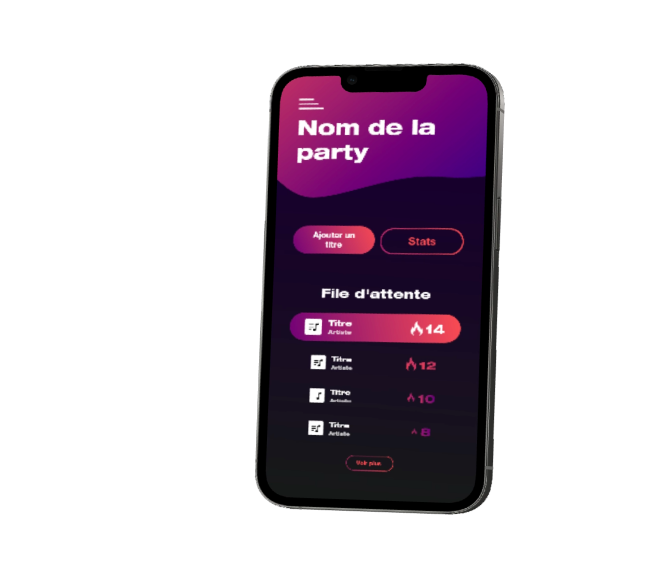 Nom de la
party
Ajouter un
titre
Stats
File d'attente
Titre
Artiste
14
Titre
Artiste
12
Titre
Artiste
10
Titre
Artiste
8
Voir plus